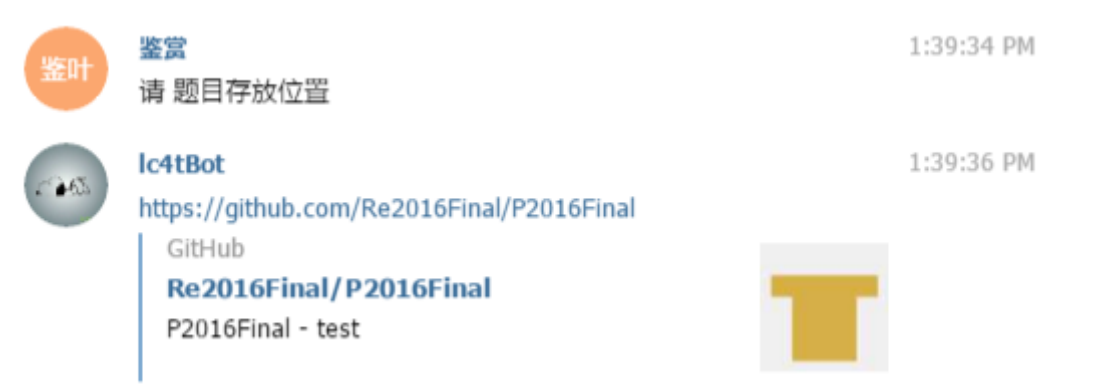 鉴叶
鉴赏
1:39:34 PM
请 题目存放位置
lc4tBot
1:39:36 PM
https://github.com/Re2016Final/P2016Final
GitHub
Re2016Final/P2016Final
P2016Final - test